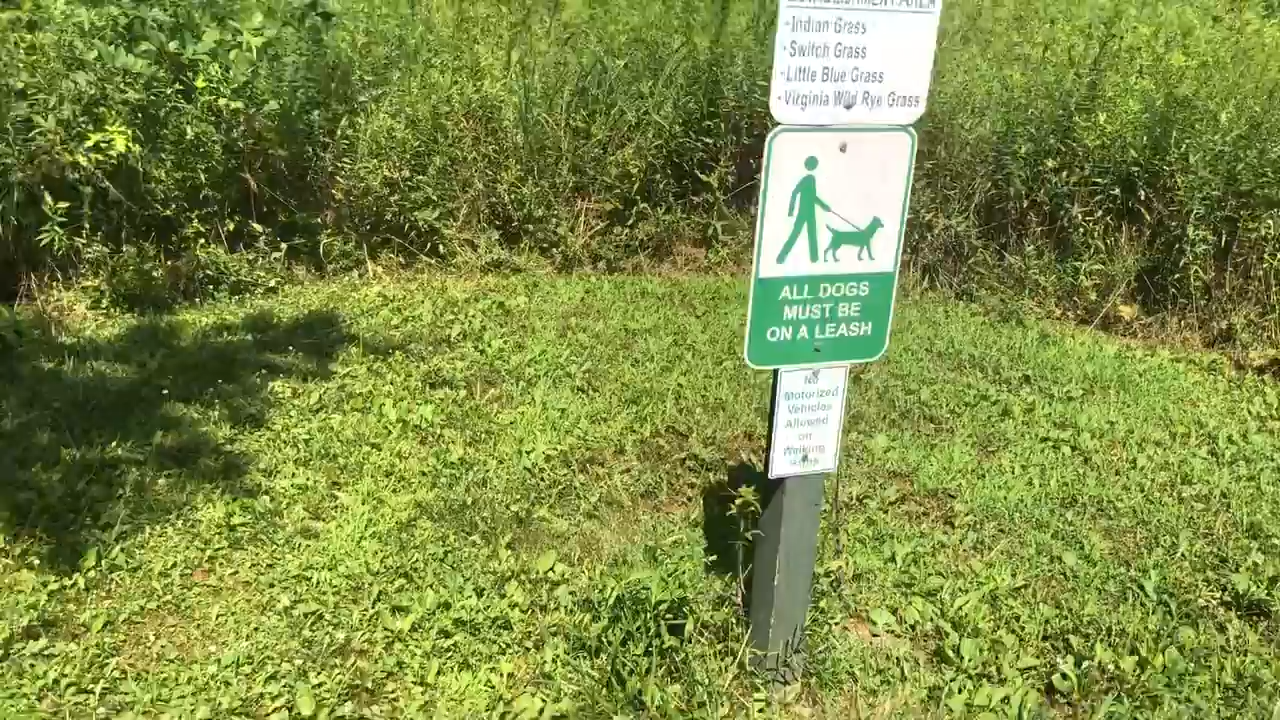 - Indian Grass
- Switch Grass
- Little Blue Grass
- Virginia Wild Rye Grass
ALL DOGS
MUST BE
ON A LEASH
No
Motorized
Vehicles
Allowed
on
Walking